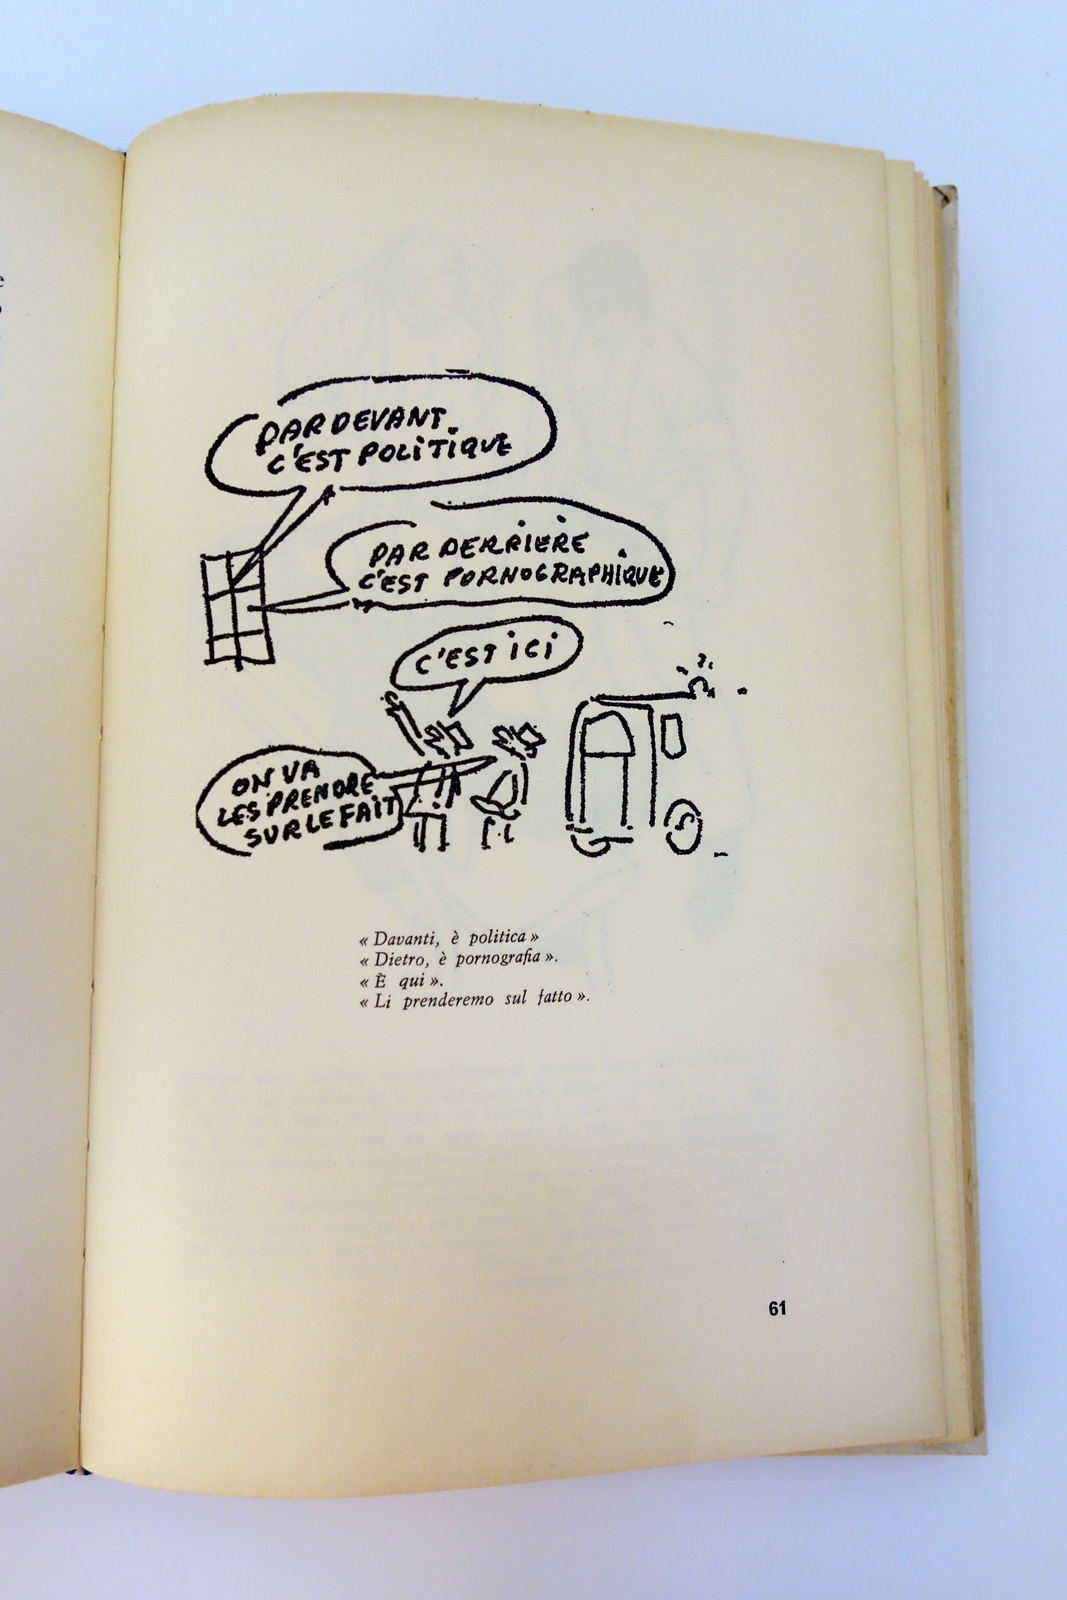 PAR DEVANT
C'EST POLITIQUE
PAR DERRIÈRE
C'EST PORNOGRAPHIQUE
C'EST ICI
ON VA
LES PRENDRE
SUR LE FAIT
« Davanti, è politica »
« Dietro, è pornografia ».
« È qui ».
« Li prenderemo sul fatto ».
61